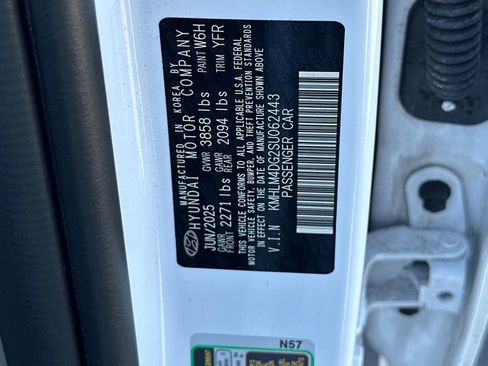 MANUFACTURED IN KOREA BY
HYUNDAI MOTOR COMPANY
PAINT W6H
JUN/2025 GVWR 3858 lbs TRIM YFR
GAWR FRONT 2271 lbs GAWR REAR 2094 lbs
THIS VEHICLE CONFORMS TO ALL APPLICABLE U.S.A. FEDERAL
MOTOR VEHICLE SAFETY, BUMPER, AND THEFT PREVENTION STANDARDS
IN EFFECT ON THE DATE OF MANUFACTURE SHOWN ABOVE.
V.I.N KMHLM4DG2SU062443
PASSENGER CAR
N57